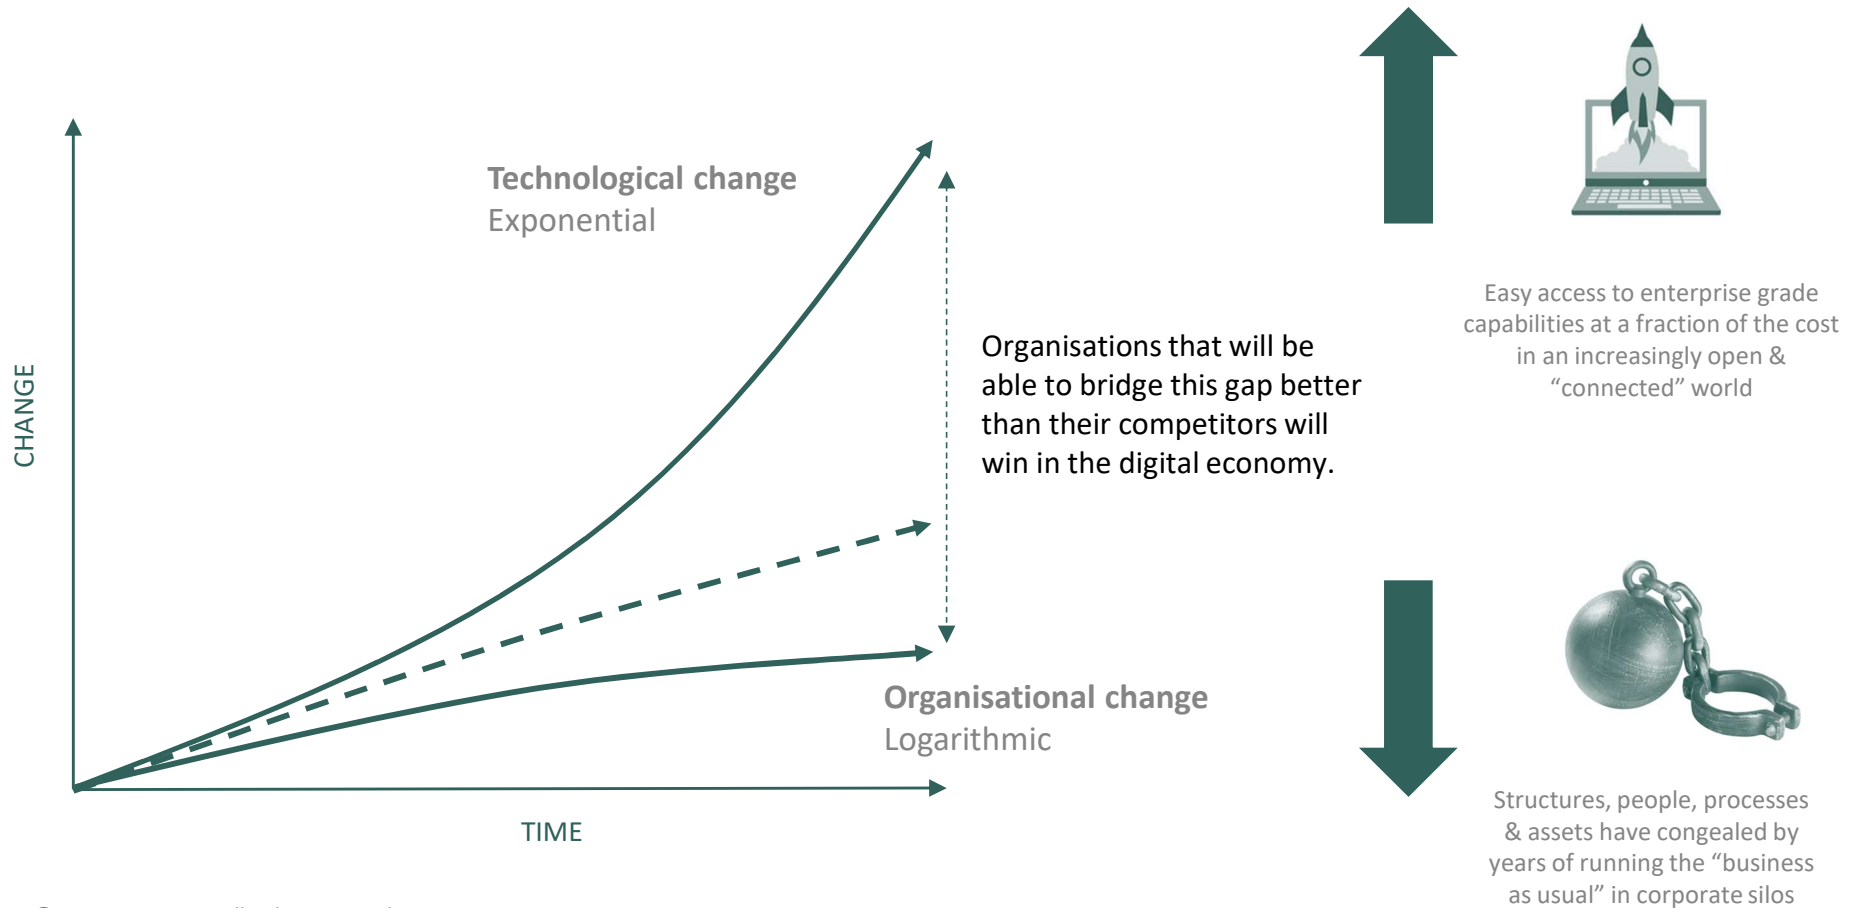 Technological change
Exponential
CHANGE
Organisations that will be
able to bridge this gap better
than their competitors will
win in the digital economy.
Organisational change
Logarithmic
TIME
Easy access to enterprise grade
capabilities at a fraction of the cost
in an increasingly open &
“connected” world
Structures, people, processes
& assets have congealed by
years of running the “business
as usual” in corporate silos